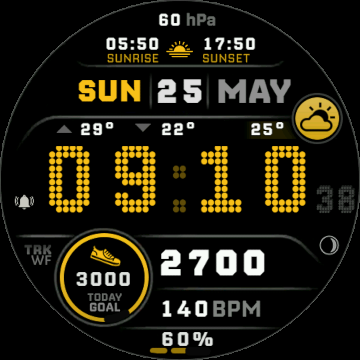 60 hPa
05:50 17:50
SUNRISE SUNSET
SUN 25 MAY
29° 22° 25°
09:10 38
TRK
WF
3000
TODAY
GOAL
2700
140 BPM
60%